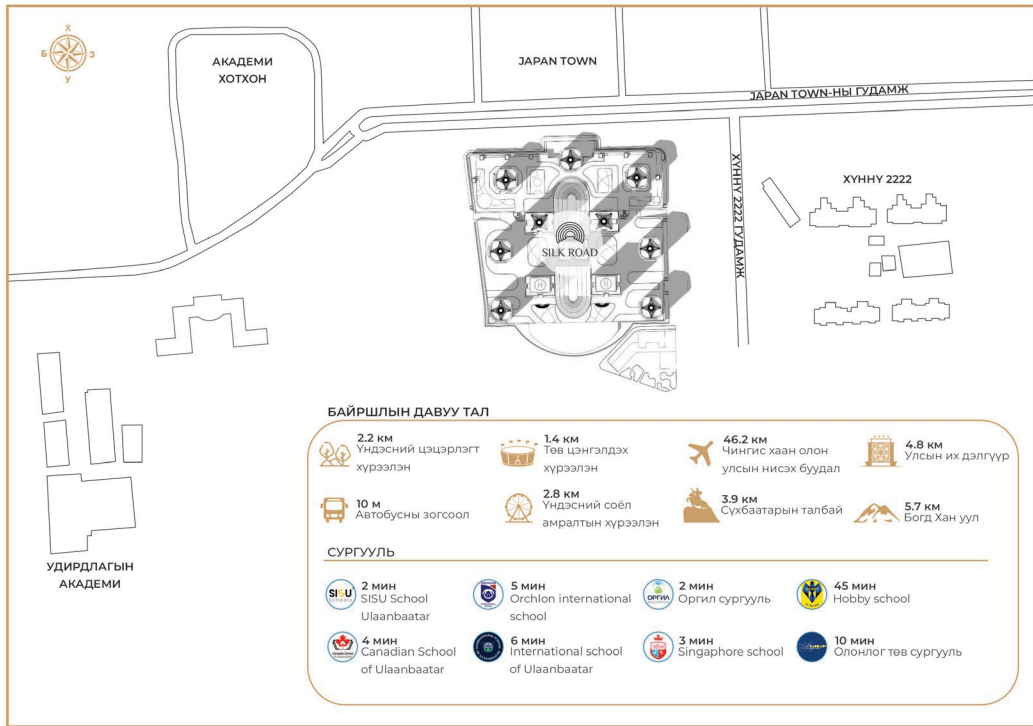 Х
Б
З
У
АКАДЕМИ
ХОТХОН
JAPAN TOWN
JAPAN TOWN-НЫ ГУДАМЖ
ХҮННҮ 2222 ГУДАМЖ
ХҮННҮ 2222
SILK ROAD
H
H
УДИРДЛАГЫН
АКАДЕМИ
БАЙРШЛЫН ДАВУУ ТАЛ
2.2 км
Үндэсний цэцэрлэгт
хүрээлэн
1.4 км
Төв цэнгэлдэх
хүрээлэн
46.2 км
Чингис хаан олон
улсын нисэх буудал
4.8 км
Улсын их дэлгүүр
10 м
Автобусны зогсоол
2.8 км
Үндэсний соёл
амралтын хүрээлэн
3.9 км
Сүхбаатарын талбай
5.7 км
Богд Хан уул
СУРГУУЛЬ
SISU
Schools
2 мин
SISU School
Ulaanbaatar
5 мин
Orchlon international
school
ОРГИЛ
2 мин
Оргил сургууль
45 мин
Hobby school
4 мин
Canadian School
of Ulaanbaatar
6 мин
International school
of Ulaanbaatar
3 мин
Singaphore school
10 мин
Олонлог төв сургууль